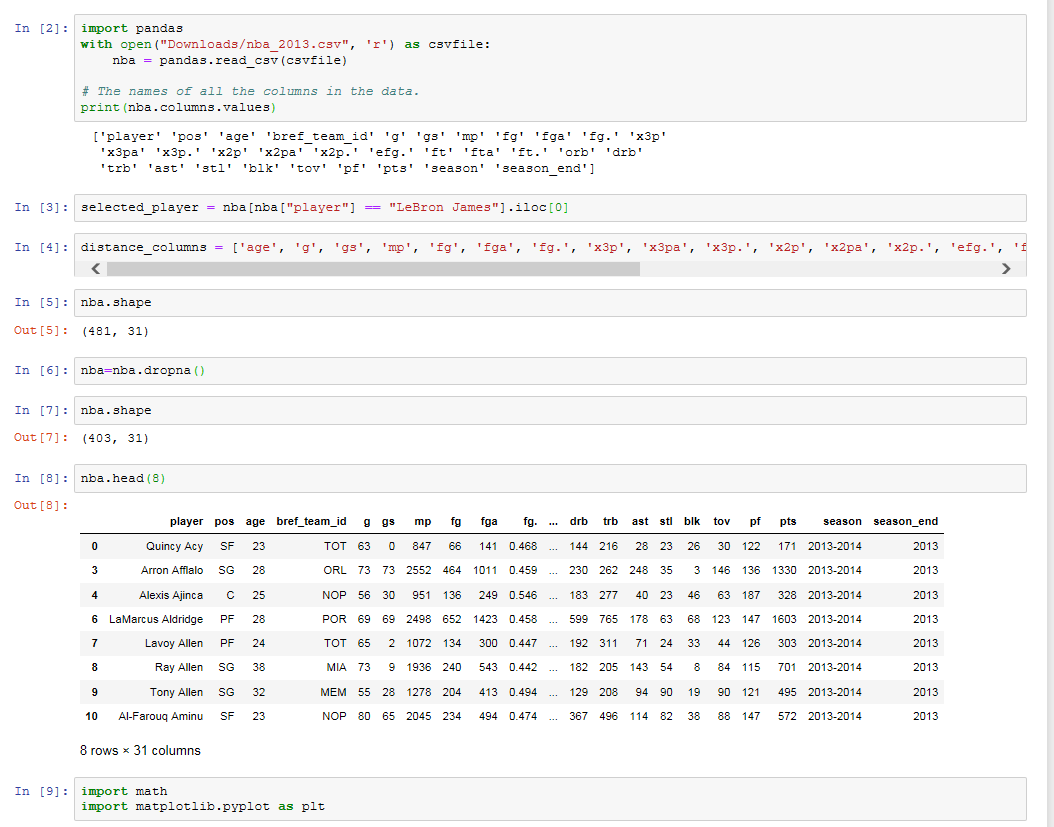 In [2]: import pandas
with open("Downloads/nba_2013.csv", 'r') as csvfile:
    nba = pandas.read_csv(csvfile)
# The names of all the columns in the data.
print(nba.columns.values)
['player' 'pos' 'age' 'bref_team_id' 'g' 'gs' 'mp' 'fg' 'fga' 'fg.' 'x3p'
 'x3pa' 'x3p.' 'x2p' 'x2pa' 'x2p.' 'efg.' 'ft' 'fta' 'ft.' 'orb' 'drb'
 'trb' 'ast' 'stl' 'blk' 'tov' 'pf' 'pts' 'season' 'season_end']
In [3]: selected_player = nba[nba["player"] == "LeBron James"].iloc[0]
In [4]: distance_columns = ['age', 'g', 'gs', 'mp', 'fg', 'fga', 'fg.', 'x3p', 'x3pa', 'x3p.', 'x2p', 'x2pa', 'x2p.', 'efg.', 'f
In [5]: nba.shape
Out[5]: (481, 31)
In [6]: nba=nba.dropna()
In [7]: nba.shape
Out[7]: (403, 31)
In [8]: nba.head(8)
Out[8]:
player pos age bref_team_id g gs mp fg fga fg. ... drb trb ast stl blk tov pf pts season season_end
0 Quincy Acy SF 23 TOT 63 0 847 66 141 0.468 ... 144 216 28 23 26 30 122 171 2013-2014 2013
3 Arron Afflalo SG 28 ORL 73 73 2552 464 1011 0.459 ... 230 262 248 35 3 146 136 1330 2013-2014 2013
4 Alexis Ajinca C 25 NOP 56 30 951 136 249 0.546 ... 183 277 40 23 46 63 187 328 2013-2014 2013
6 LaMarcus Aldridge PF 28 POR 69 69 2498 652 1423 0.458 ... 599 765 178 63 68 123 147 1603 2013-2014 2013
7 Lavoy Allen PF 24 TOT 65 2 1072 134 300 0.447 ... 192 311 71 24 33 44 126 303 2013-2014 2013
8 Ray Allen SG 38 MIA 73 9 1936 240 543 0.442 ... 182 205 143 54 8 84 115 701 2013-2014 2013
9 Tony Allen SG 32 MEM 55 28 1278 204 413 0.494 ... 129 208 94 90 19 90 121 495 2013-2014 2013
10 Al-Farouq Aminu SF 23 NOP 80 65 2045 234 494 0.474 ... 367 496 114 82 38 88 147 572 2013-2014 2013
8 rows × 31 columns
In [9]: import math
import matplotlib.pyplot as plt